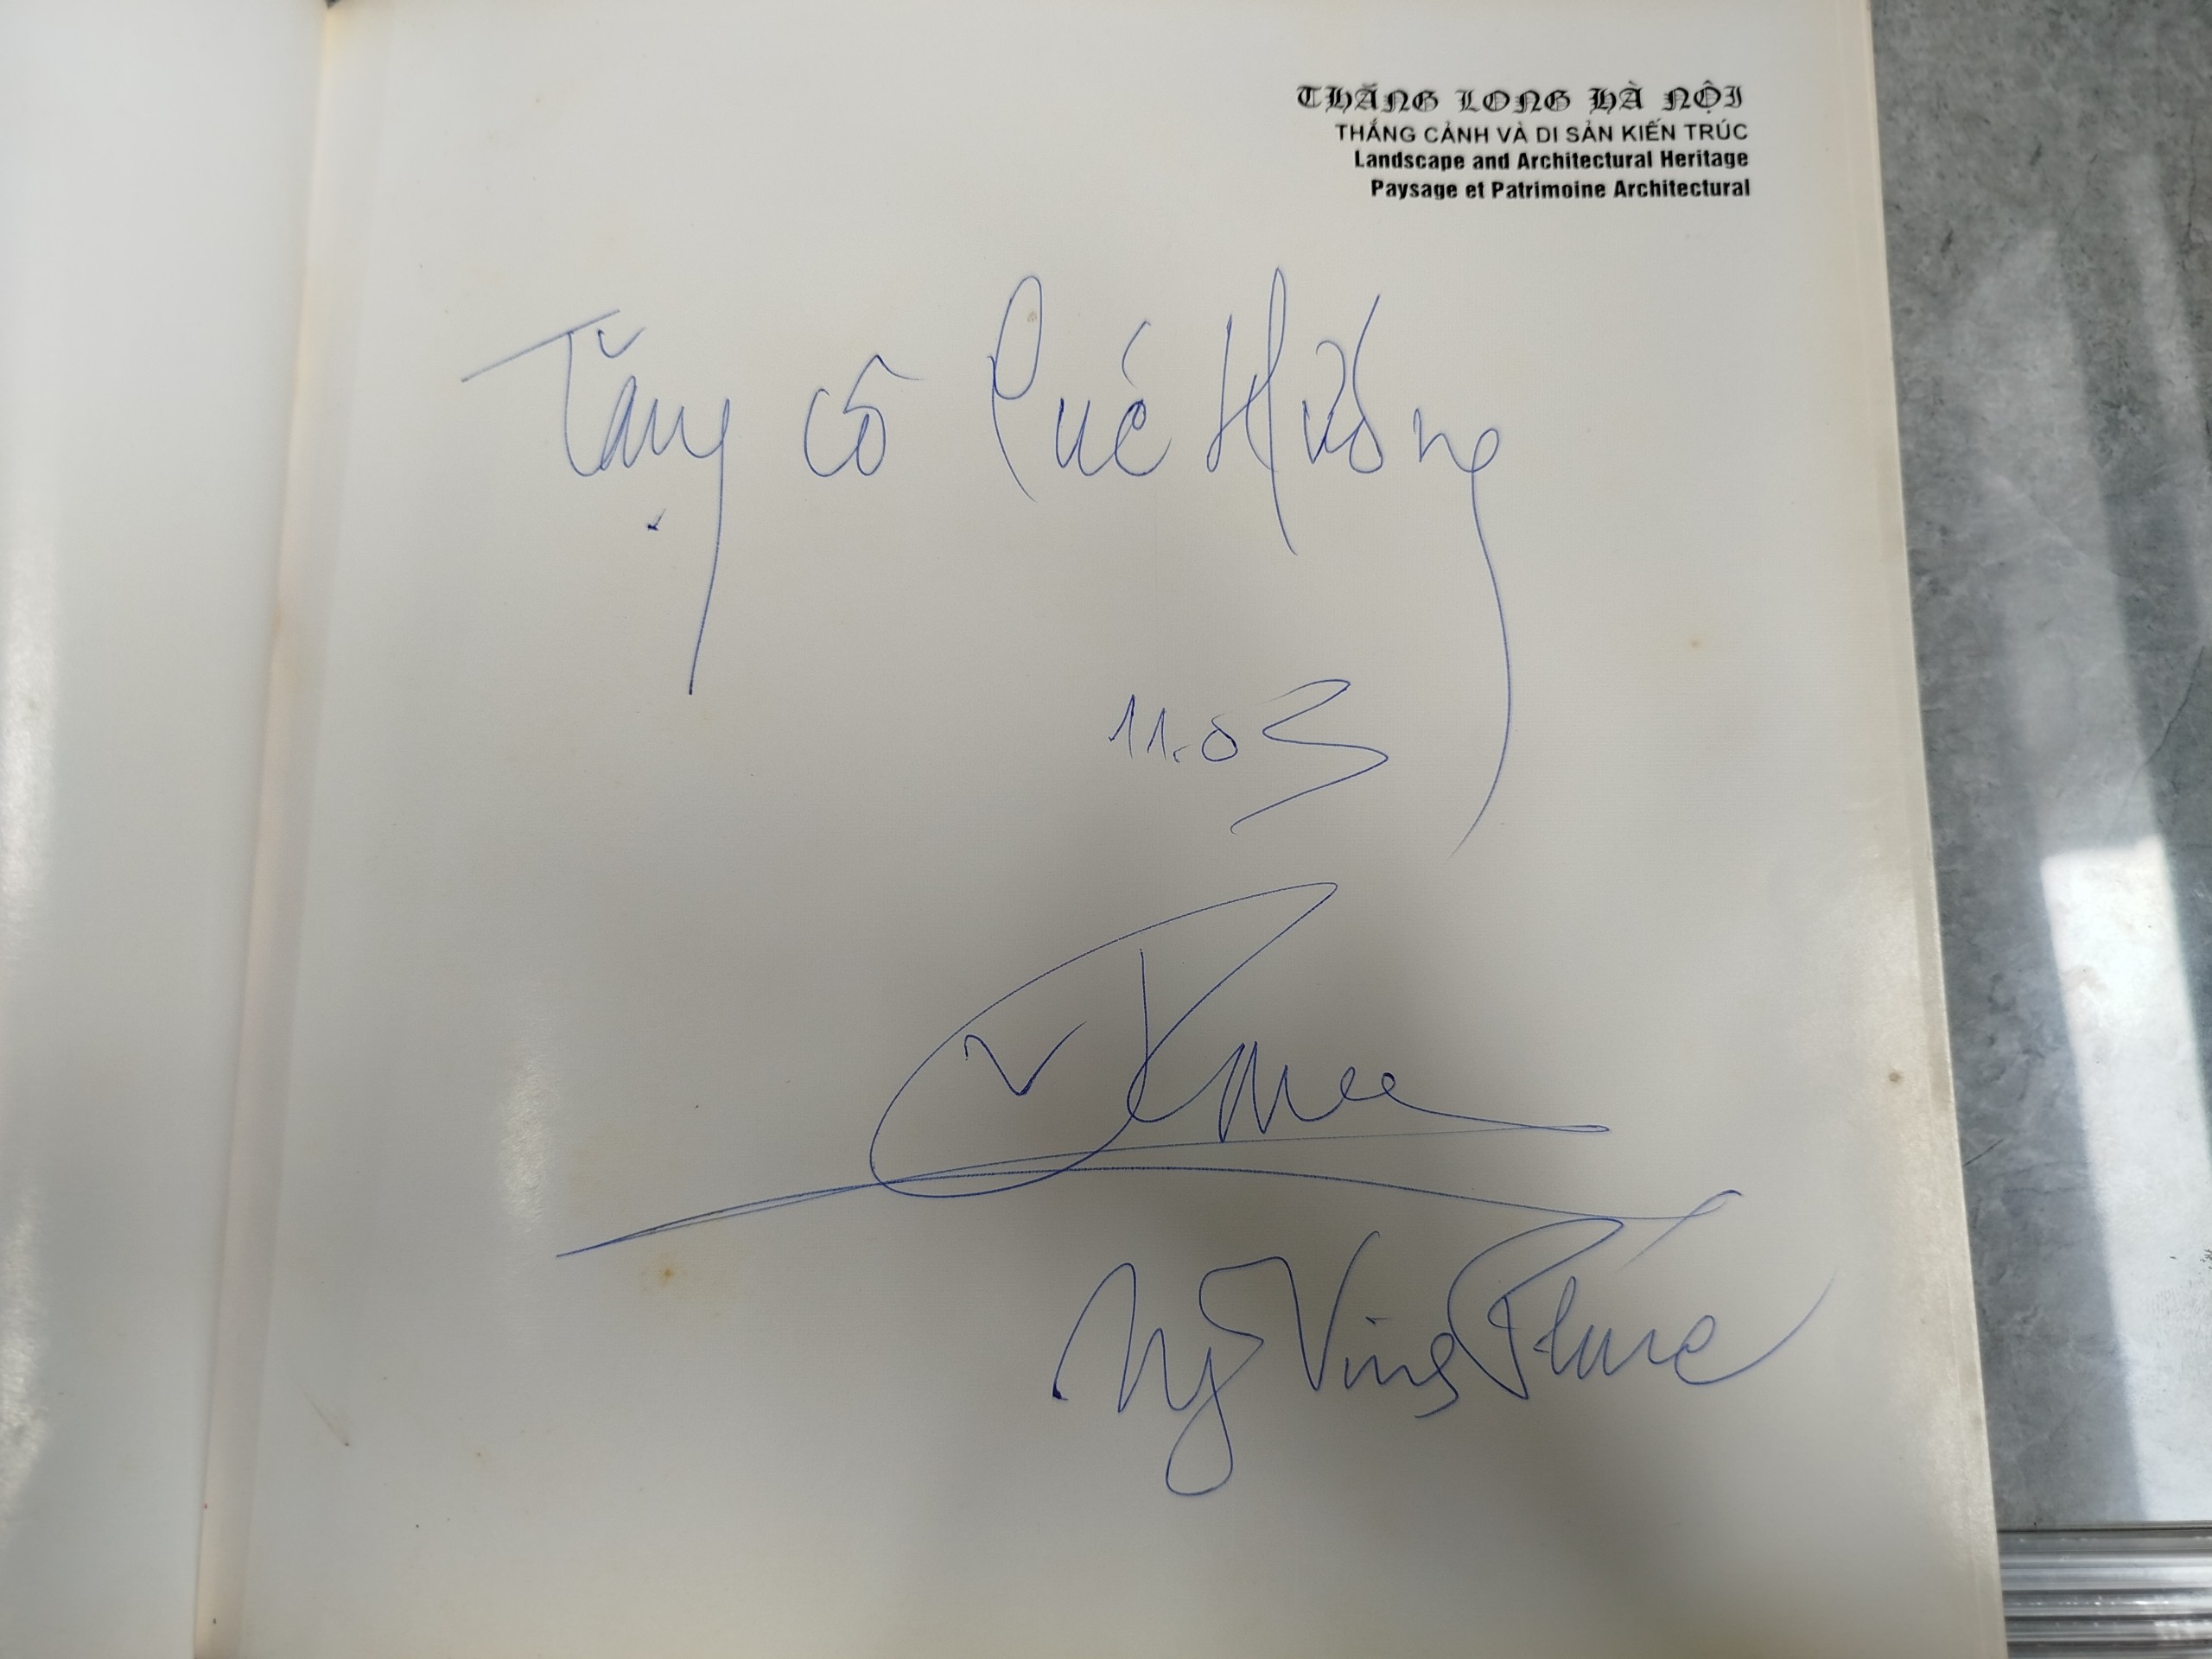 THĂNG LONG HÀ NỘI
THẮNG CẢNH VÀ DI SẢN KIẾN TRÚC
Landscape and Architectural Heritage
Paysage et Patrimoine Architectural
Tặng cô Quế Hương
11.03
Ng Vinh Phúc